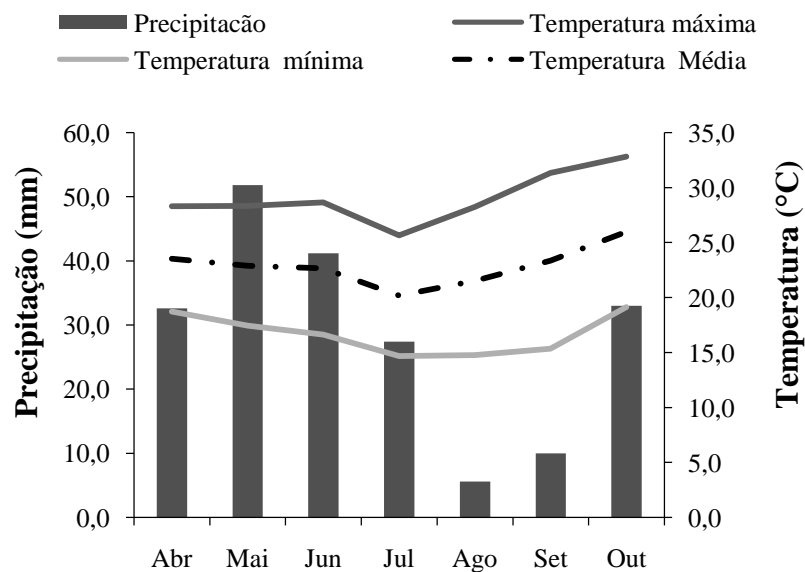 Precipitacão
Temperatura máxima
Temperatura mínima
Temperatura Média
Precipitação (mm)
60,0
50,0
40,0
30,0
20,0
10,0
0,0
35,0
30,0
25,0
20,0
15,0
10,0
5,0
0,0
Temperatura (°C)
Abr Mai Jun Jul Ago Set Out